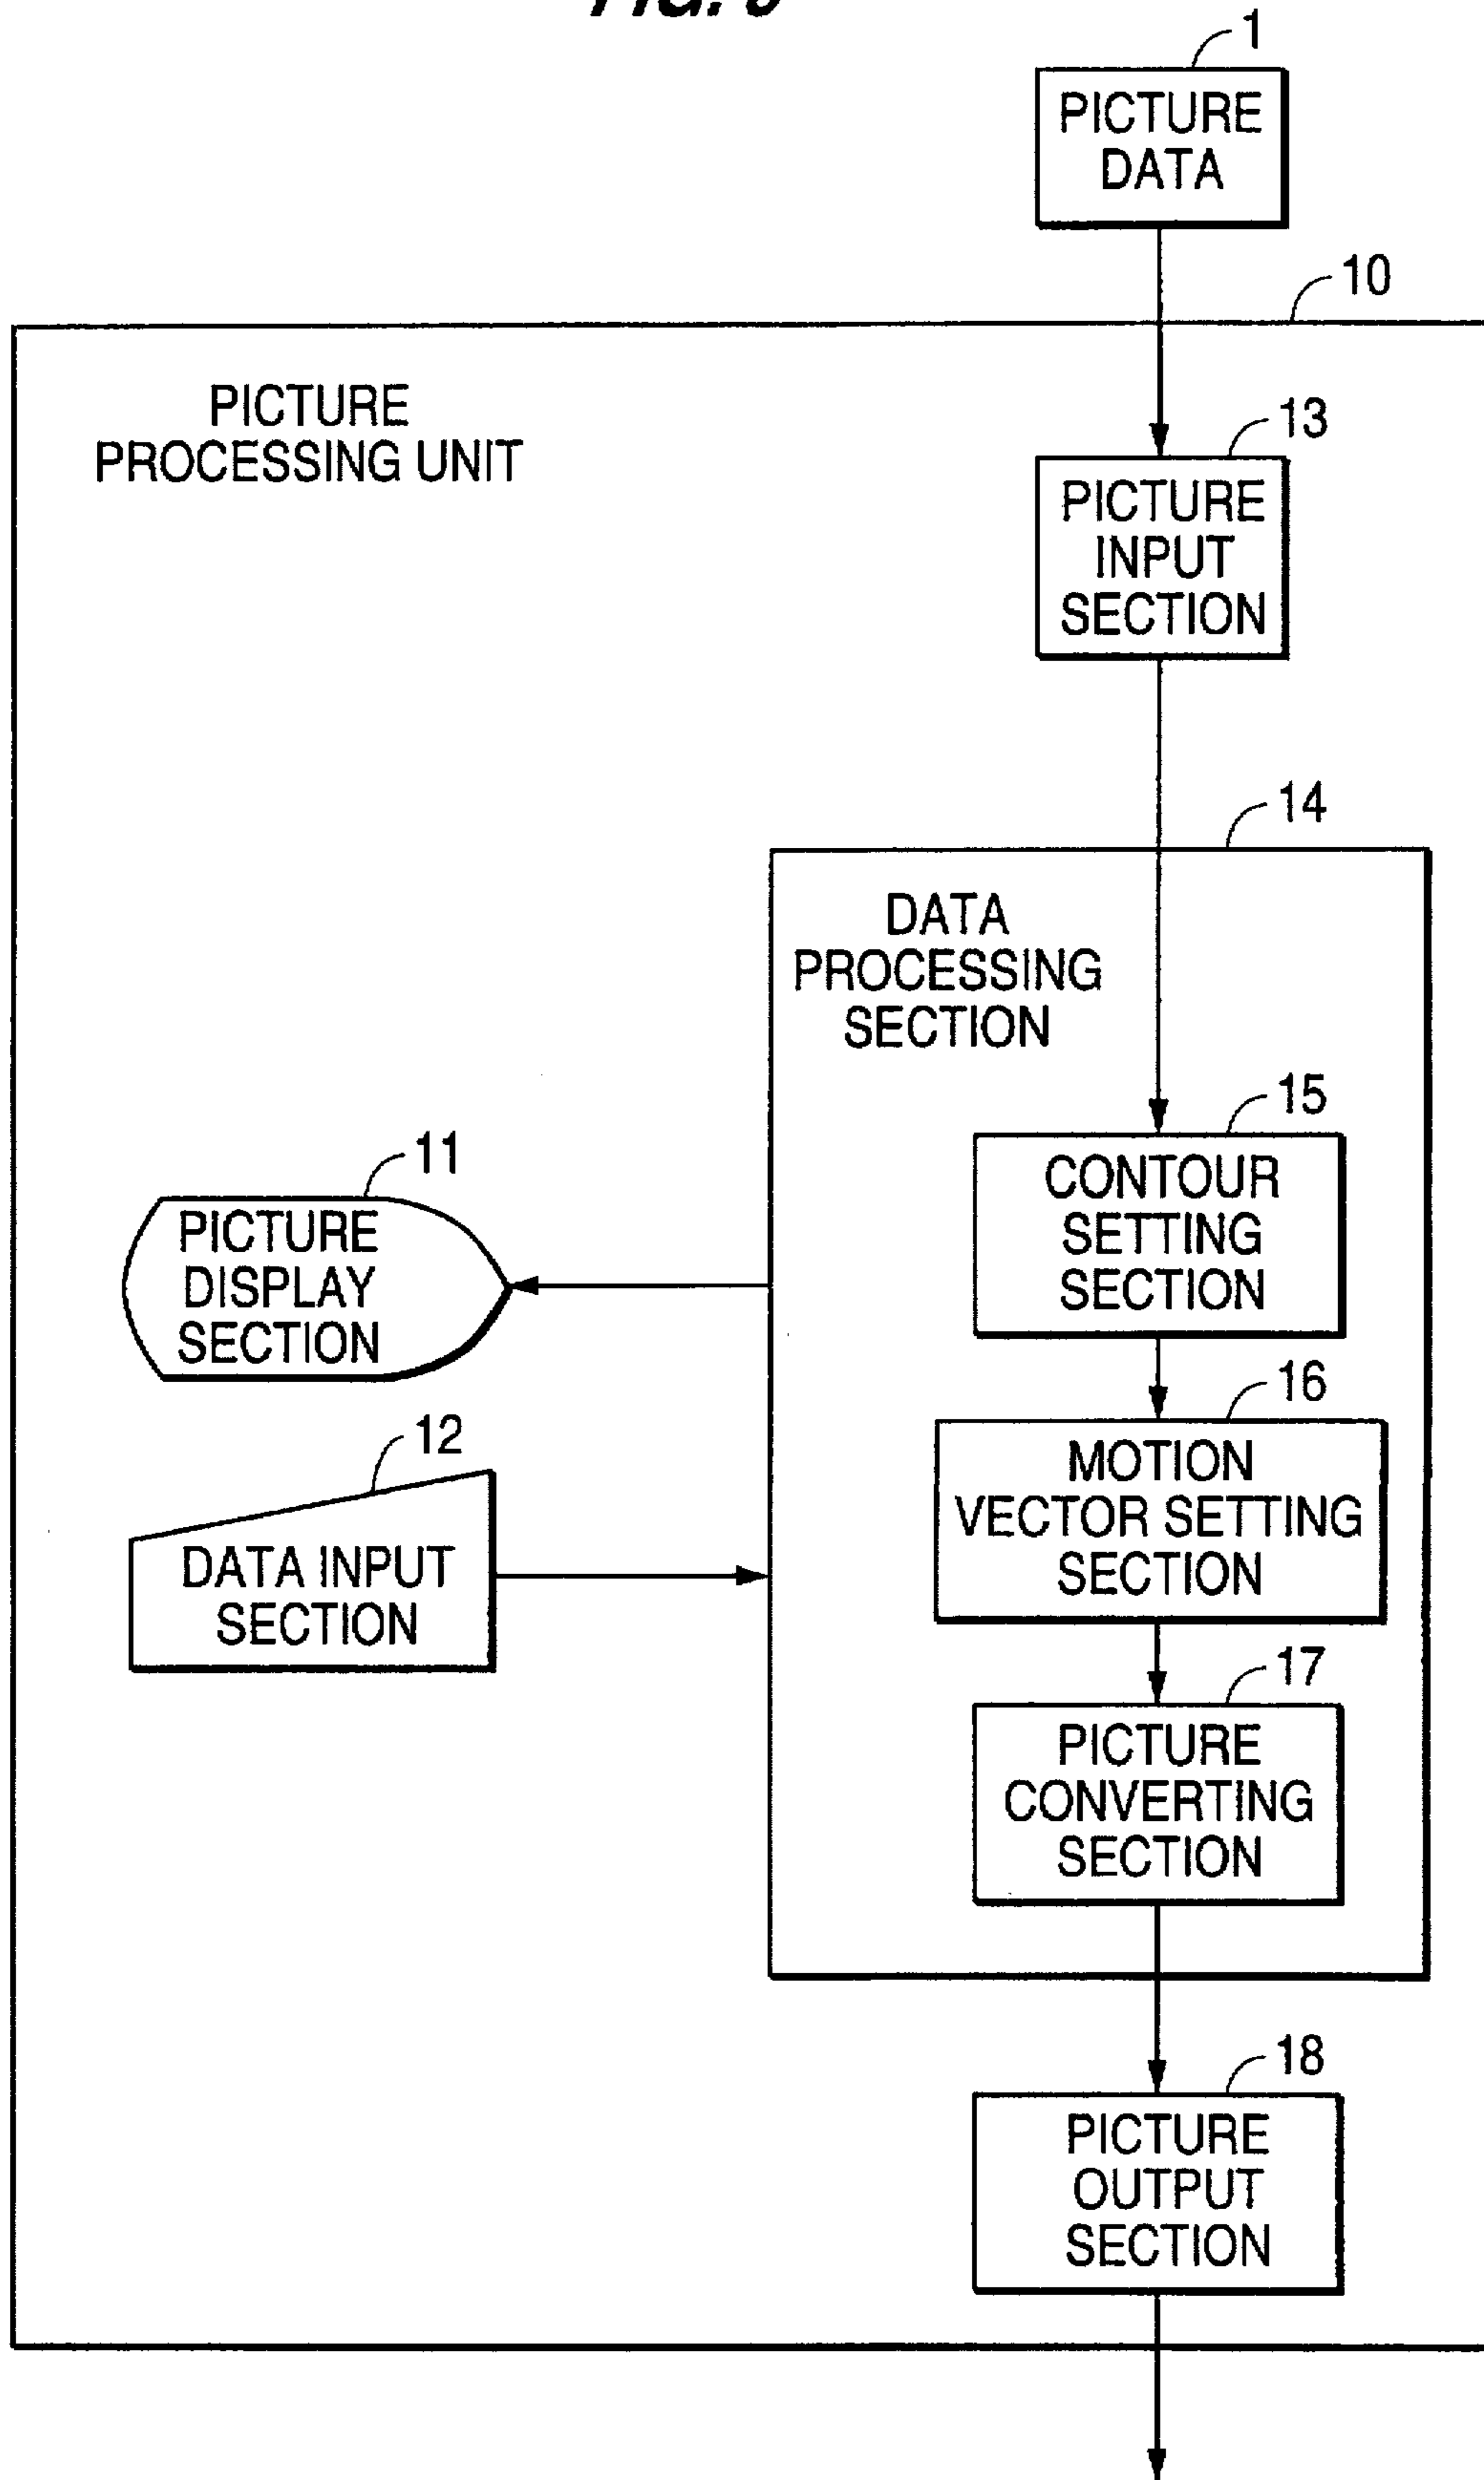 FIG.
1
PICTURE
DATA
10
PICTURE
PROCESSING UNIT
13
PICTURE
INPUT
SECTION
14
DATA
PROCESSING
SECTION
15
CONTOUR
SETTING
SECTION
11
PICTURE
DISPLAY
SECTION
16
MOTION
VECTOR SETTING
SECTION
12
DATA INPUT
SECTION
17
PICTURE
CONVERTING
SECTION
18
PICTURE
OUTPUT
SECTION